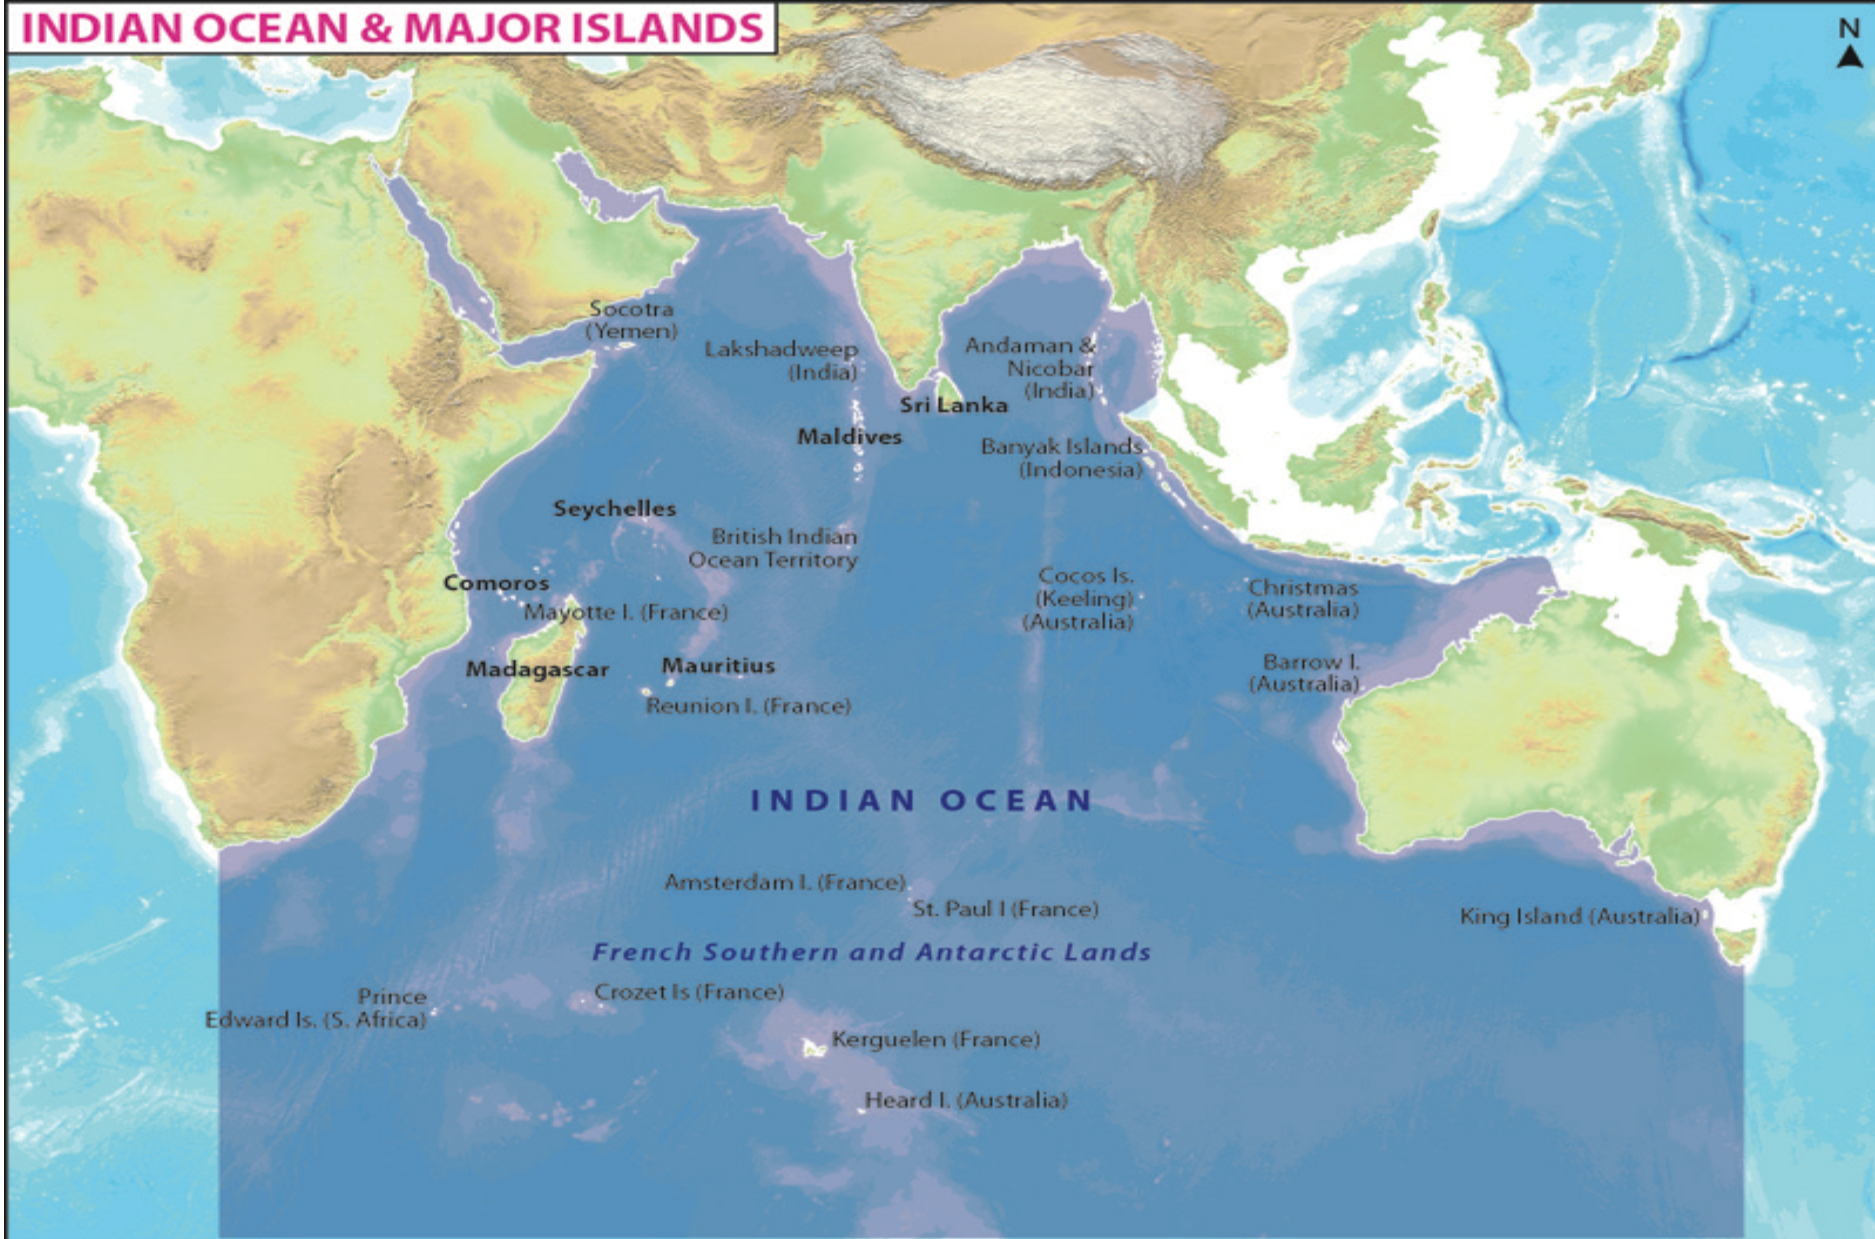 INDIAN OCEAN & MAJOR ISLANDS
N
Socotra
(Yemen)
Lakshadweep
(India)
Andaman &
Nicobar
(India)
Sri Lanka
Maldives
Banyak Islands
(Indonesia)
Seychelles
British Indian
Ocean Territory
Comoros
Mayotte I. (France)
Cocos Is.
(Keeling)
(Australia)
Christmas
(Australia)
Madagascar
Mauritius
Barrow I.
(Australia)
Reunion I. (France)
INDIAN OCEAN
Amsterdam I. (France)
St. Paul I (France)
King Island (Australia)
French Southern and Antarctic Lands
Prince
Edward Is. (S. Africa)
Crozet Is (France)
Kerguelen (France)
Heard I. (Australia)